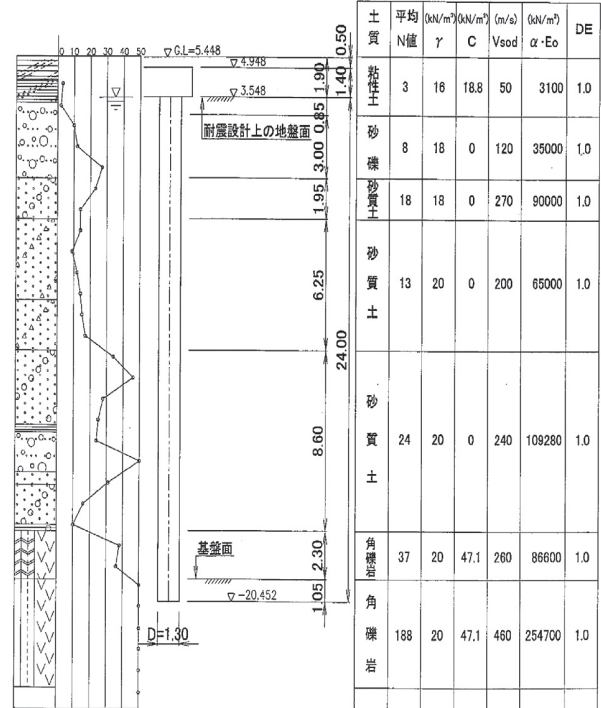 0 10 20 30 40 50
G.L=5.448
4.948
3.548
耐震設計上の地盤面
0.50
1.90
1.40
0.85
3.00
1.95
6.25
24.00
8.60
2.30
1.05
基盤面
-20.452
D=1.30
土質 平均N値 (kN/m³)γ (kN/m²)C (m/s)Vsod (kN/m²)α・Eo DE
粘性土 3 16 18.8 50 3100 1.0
砂礫 8 18 0 120 35000 1.0
砂質土 18 18 0 270 90000 1.0
砂質土 13 20 0 200 65000 1.0
砂質土 24 20 0 240 109280 1.0
角礫岩 37 20 47.1 260 86600 1.0
角礫岩 188 20 47.1 460 254700 1.0